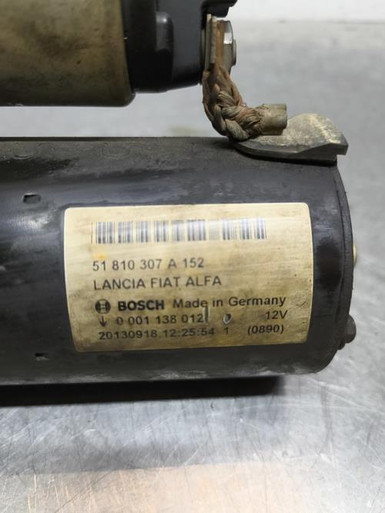 51 810 307 A 152
LANCIA FIAT ALFA
BOSCH Made in Germany
0 001 138 012 12V
20130918.12:25:54 1 (0890)